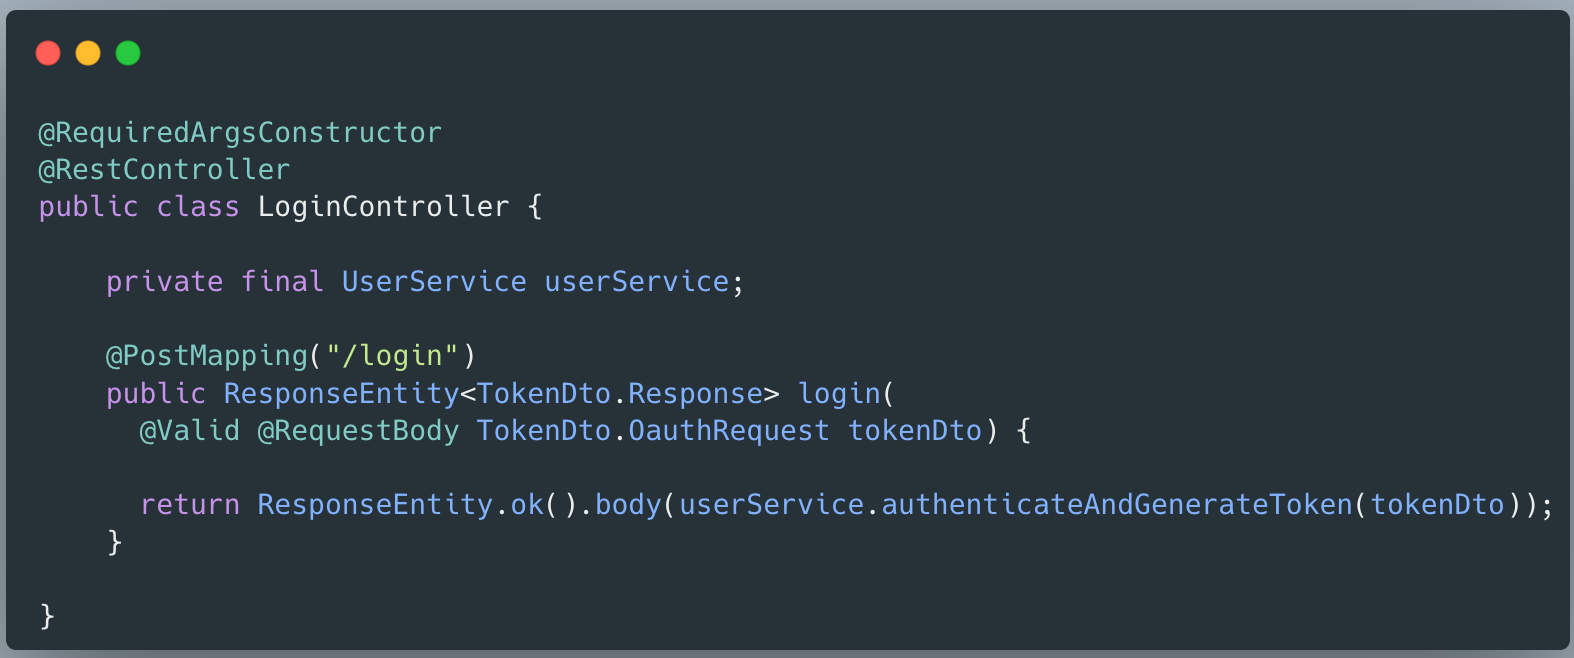 @RequiredArgsConstructor
@RestController
public class LoginController {
private final UserService userService;
@PostMapping("/login")
public ResponseEntity<TokenDto.Response> login(
@Valid @RequestBody TokenDto.OauthRequest tokenDto) {
return ResponseEntity.ok().body(userService.authenticateAndGenerateToken(tokenDto));
}
}